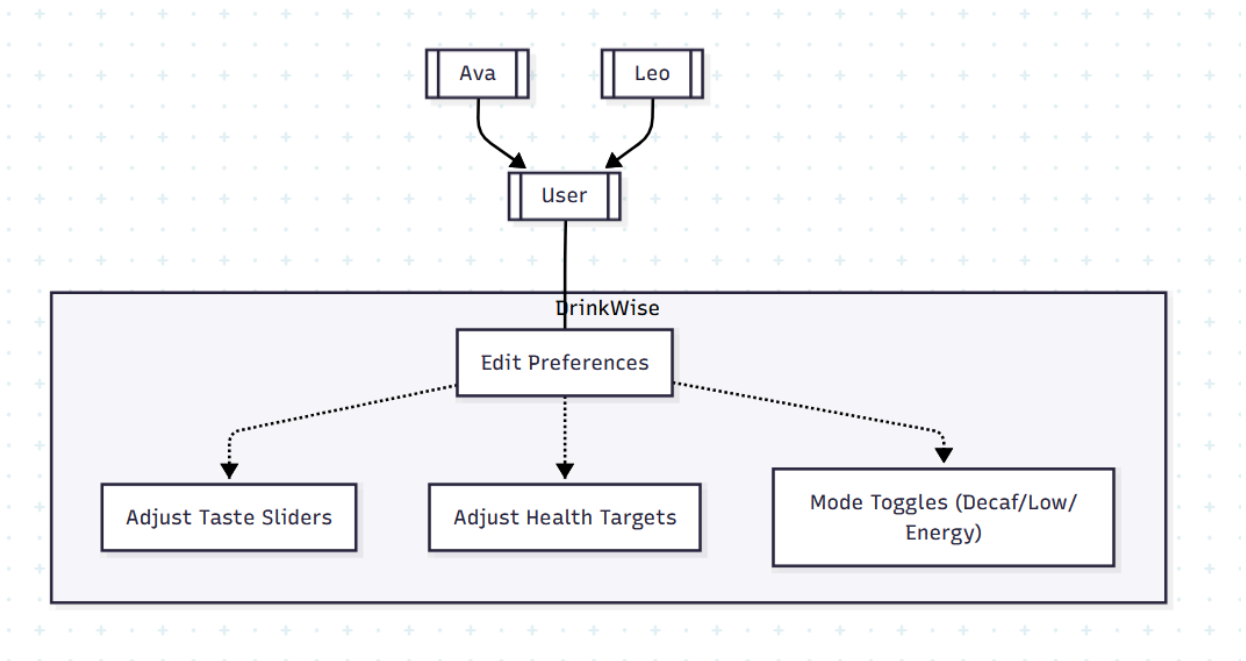 Ava
Leo
User
DrinkWise
Edit Preferences
Adjust Taste Sliders
Adjust Health Targets
Mode Toggles (Decaf/Low/
Energy)